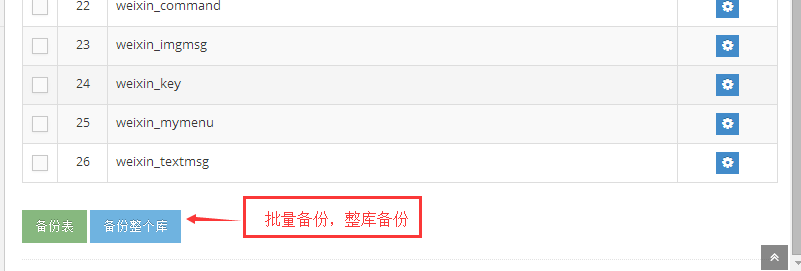 22 weixin_command
23 weixin_imgmsg
24 weixin_key
25 weixin_mymenu
26 weixin_textmsg
备份表 备份整个库 批量备份，整库备份